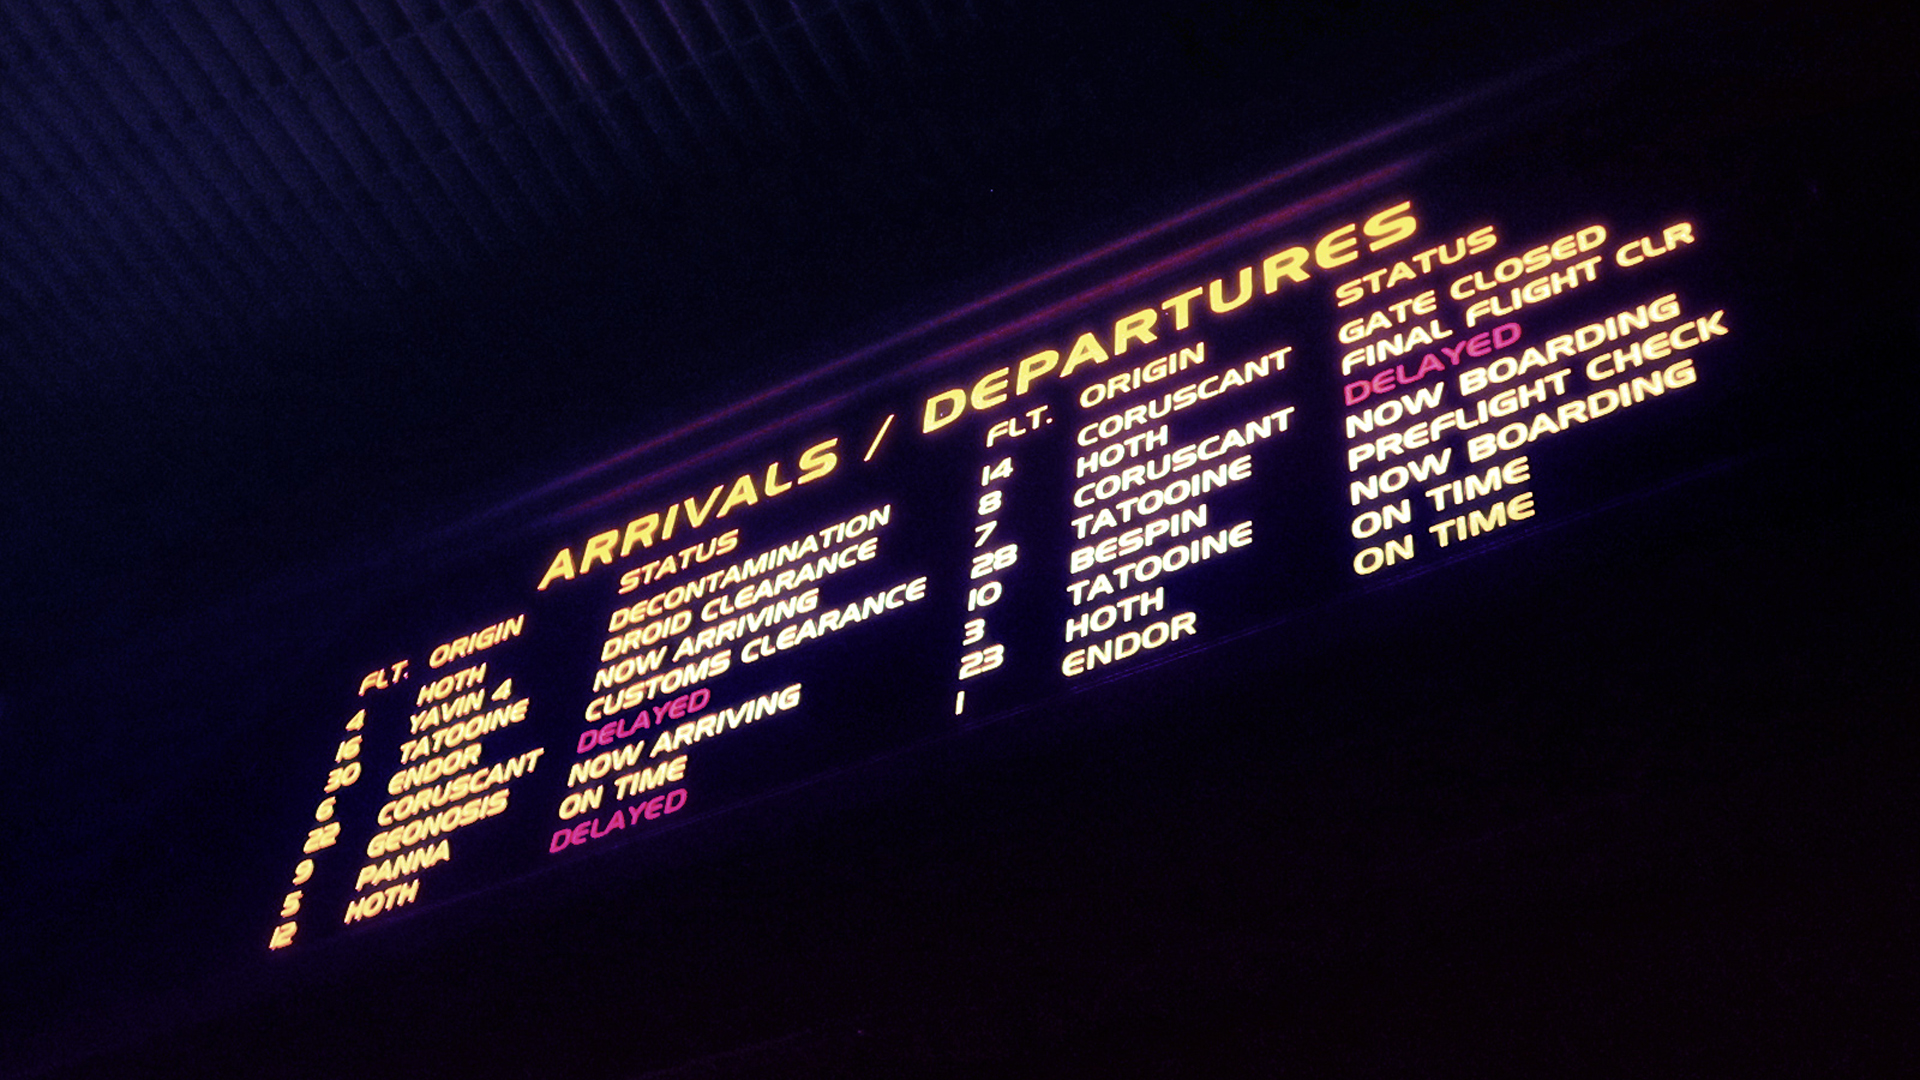 ARRIVALS / DEPARTURES
FLT. ORIGIN STATUS
4 HOTH DECONTAMINATION
16 YAVIN 4 DROID CLEARANCE
30 TATOOINE NOW ARRIVING
6 ENDOR CUSTOMS CLEARANCE
22 CORUSCANT DELAYED
9 GEONOSIS NOW ARRIVING
5 PANNA ON TIME
12 HOTH DELAYED
FLT. ORIGIN STATUS
14 CORUSCANT GATE CLOSED
8 HOTH FINAL FLIGHT CLR
7 CORUSCANT DELAYED
28 TATOOINE NOW BOARDING
10 BESPIN PREFLIGHT CHECK
3 TATOOINE NOW BOARDING
23 HOTH ON TIME
1 ENDOR ON TIME